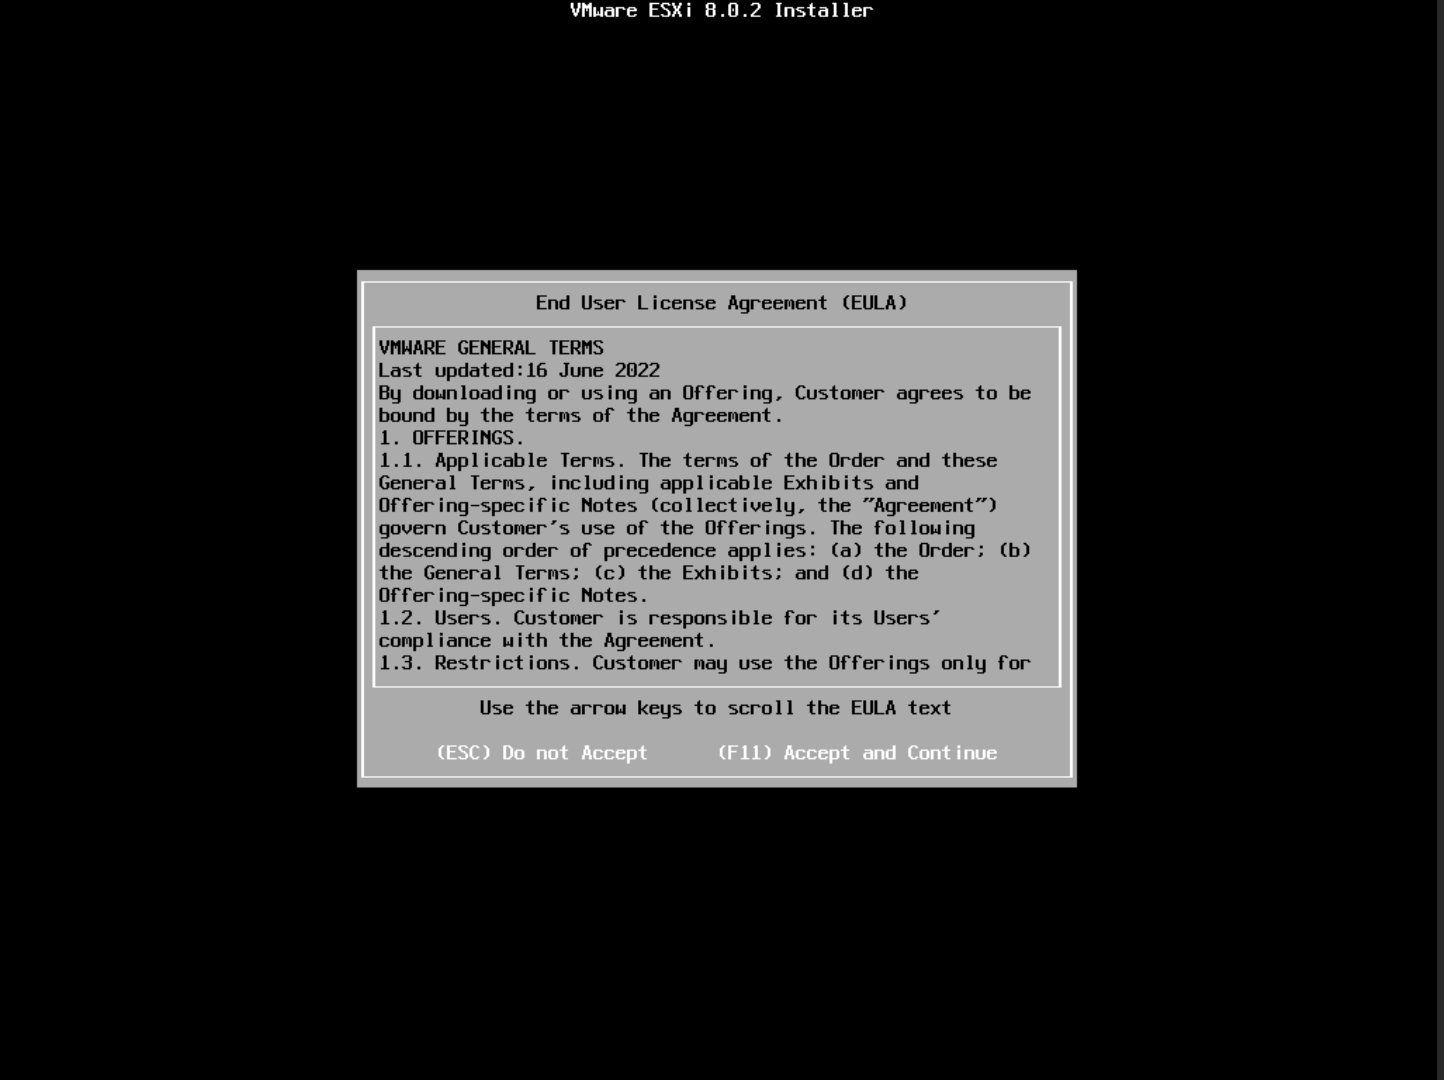 VMware ESXi 8.0.2 Installer
End User License Agreement (EULA)
VMWARE GENERAL TERMS
Last updated:16 June 2022
By downloading or using an Offering, Customer agrees to be
bound by the terms of the Agreement.
1. OFFERINGS.
1.1. Applicable Terms. The terms of the Order and these
General Terms, including applicable Exhibits and
Offering-specific Notes (collectively, the "Agreement")
govern Customer's use of the Offerings. The following
descending order of precedence applies: (a) the Order; (b)
the General Terms; (c) the Exhibits; and (d) the
Offering-specific Notes.
1.2. Users. Customer is responsible for its Users'
compliance with the Agreement.
1.3. Restrictions. Customer may use the Offerings only for
Use the arrow keys to scroll the EULA text
(ESC) Do not Accept (F11) Accept and Continue